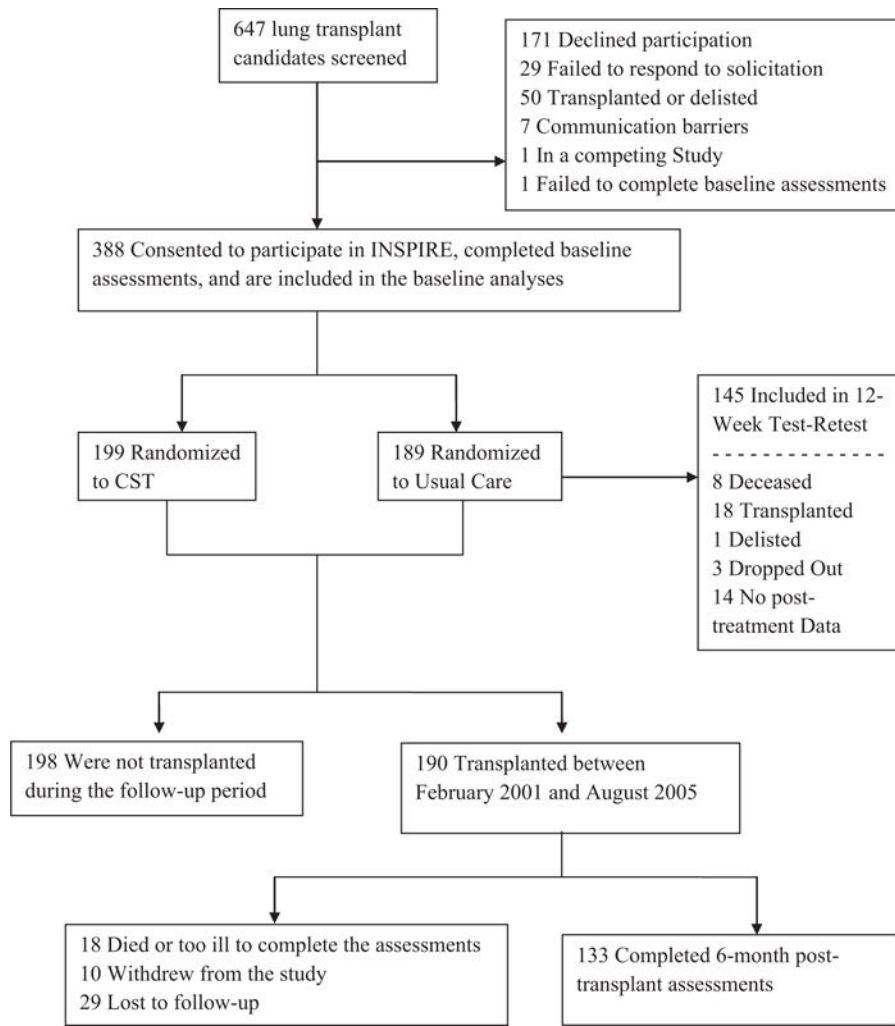 647 lung transplant
candidates screened
171 Declined participation
29 Failed to respond to solicitation
50 Transplanted or delisted
7 Communication barriers
1 In a competing Study
1 Failed to complete baseline assessments
388 Consented to participate in INSPIRE, completed baseline
assessments, and are included in the baseline analyses
199 Randomized
to CST
189 Randomized
to Usual Care
145 Included in 12-
Week Test-Retest
- - - - - - - - - - - - - - -
8 Deceased
18 Transplanted
1 Delisted
3 Dropped Out
14 No post-
treatment Data
198 Were not transplanted
during the follow-up period
190 Transplanted between
February 2001 and August 2005
18 Died or too ill to complete the assessments
10 Withdrew from the study
29 Lost to follow-up
133 Completed 6-month post-
transplant assessments